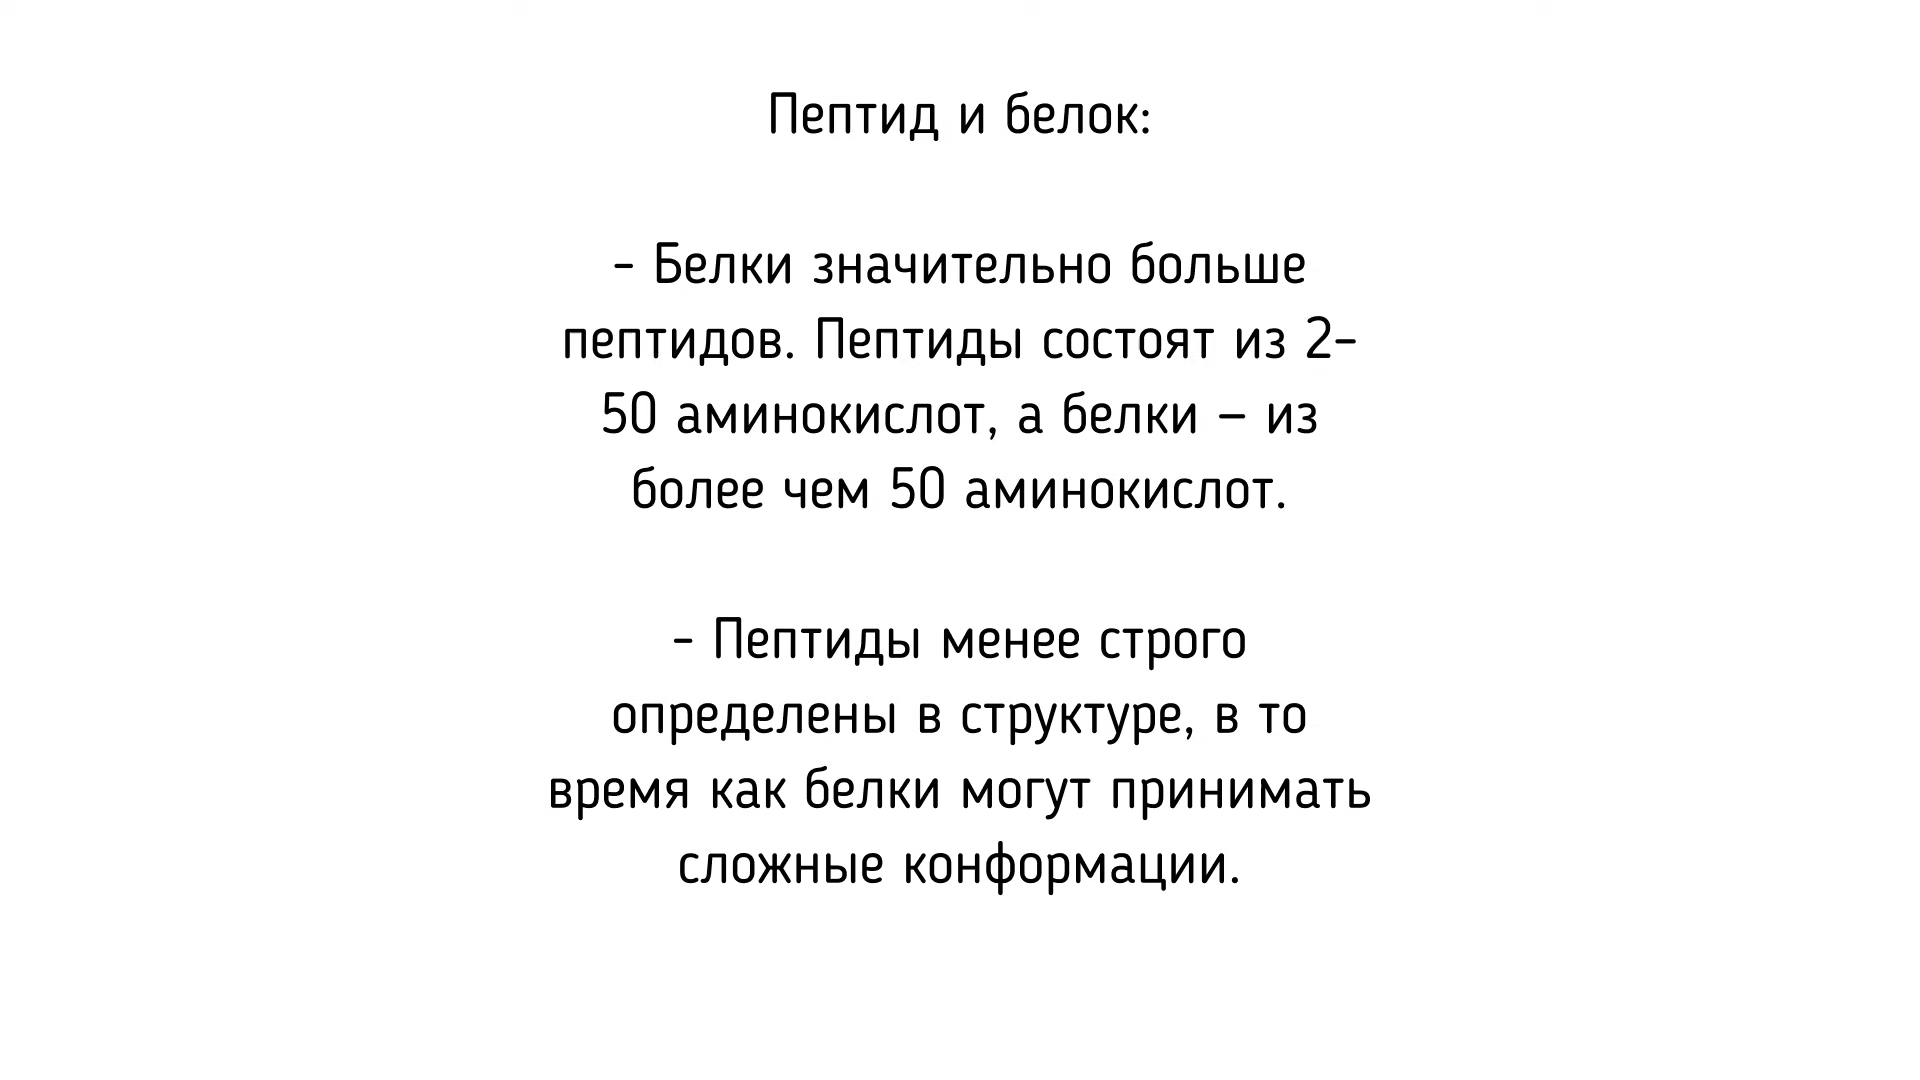 Пептид и белок:
- Белки значительно больше
пептидов. Пептиды состоят из 2–
50 аминокислот, а белки – из
более чем 50 аминокислот.
- Пептиды менее строго
определены в структуре, в то
время как белки могут принимать
сложные конформации.